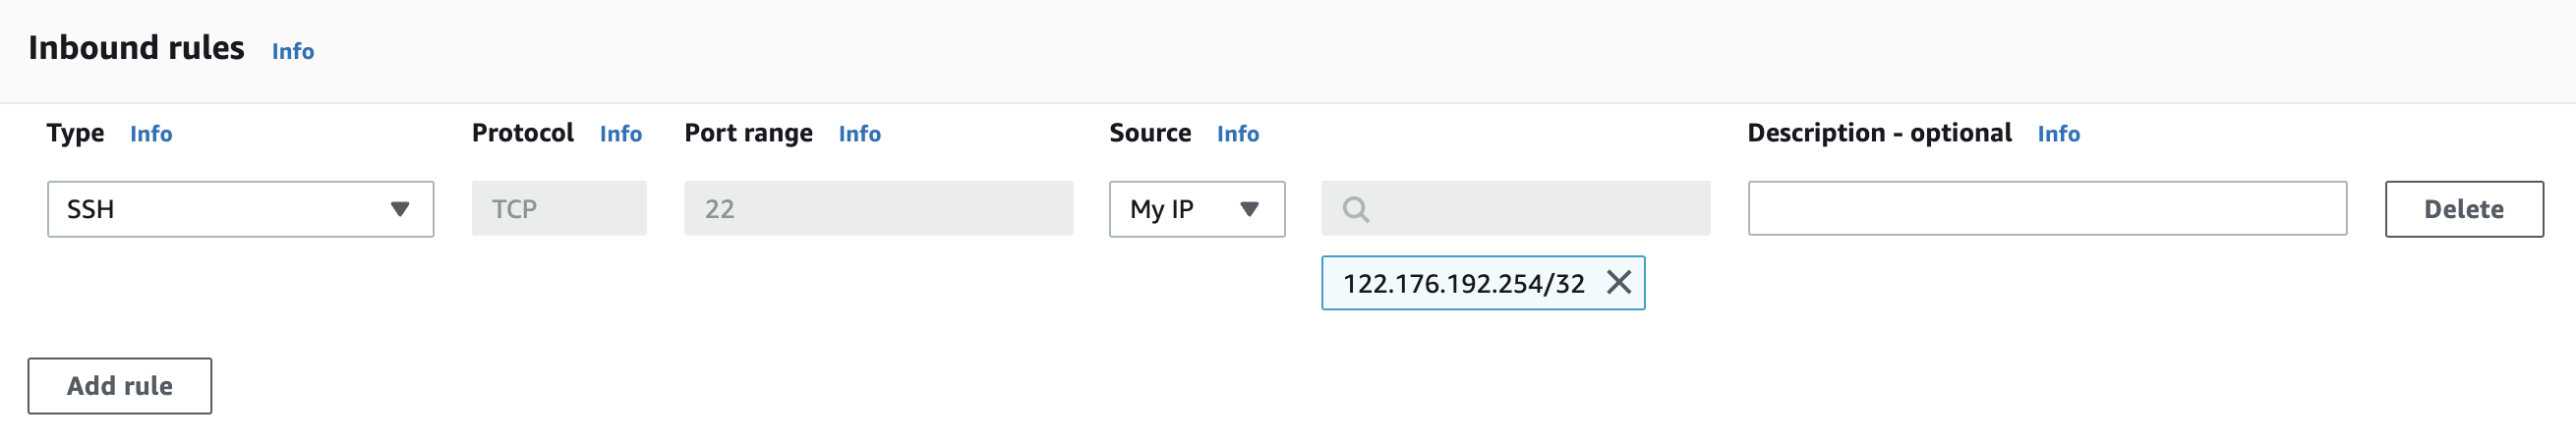 Inbound rules Info
Type Info Protocol Info Port range Info Source Info Description - optional Info
SSH TCP 22 My IP Delete
122.176.192.254/32
Add rule